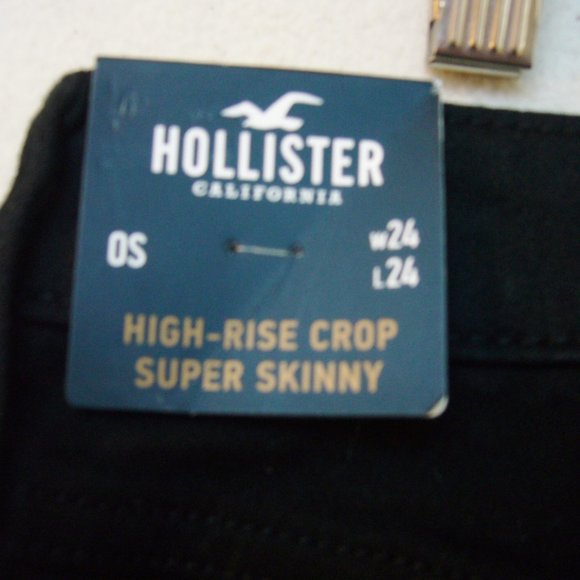 HOLLISTER
CALIFORNIA
0S W24
L24
HIGH-RISE CROP
SUPER SKINNY